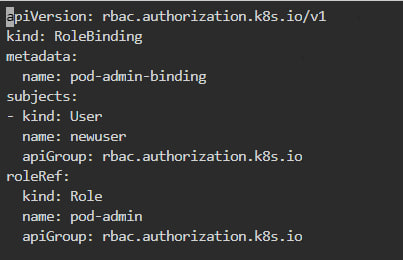 apiVersion: rbac.authorization.k8s.io/v1
kind: RoleBinding
metadata:
  name: pod-admin-binding
subjects:
- kind: User
  name: newuser
  apiGroup: rbac.authorization.k8s.io
roleRef:
  kind: Role
  name: pod-admin
  apiGroup: rbac.authorization.k8s.io